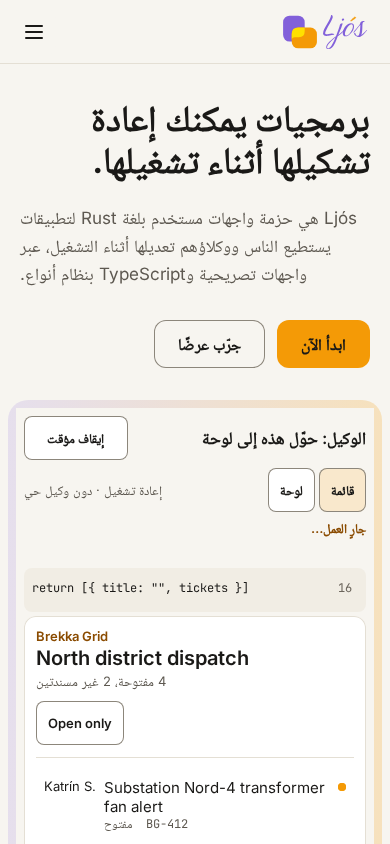 Ljós
برمجيات يمكنك إعادة
تشكيلها أثناء تشغيلها.
Ljós هي حزمة واجهات مستخدم بلغة Rust لتطبيقات
يستطيع الناس ووكلاؤهم تعديلها أثناء التشغيل، عبر
واجهات تصريحية وTypeScript بنظام أنواع.
ابدأ الآن
جرّب عرضًا
الوكيل: حوّل هذه إلى لوحة
إيقاف مؤقت
قائمة
لوحة
إعادة تشغيل · دون وكيل حي
جارٍ العمل…
return [{ title: "", tickets }]
16
Brekka Grid
North district dispatch
4 مفتوحة، 2 غير مسندتين
Open only
Katrín S.
Substation Nord-4 transformer
fan alert
مفتوح BG-412